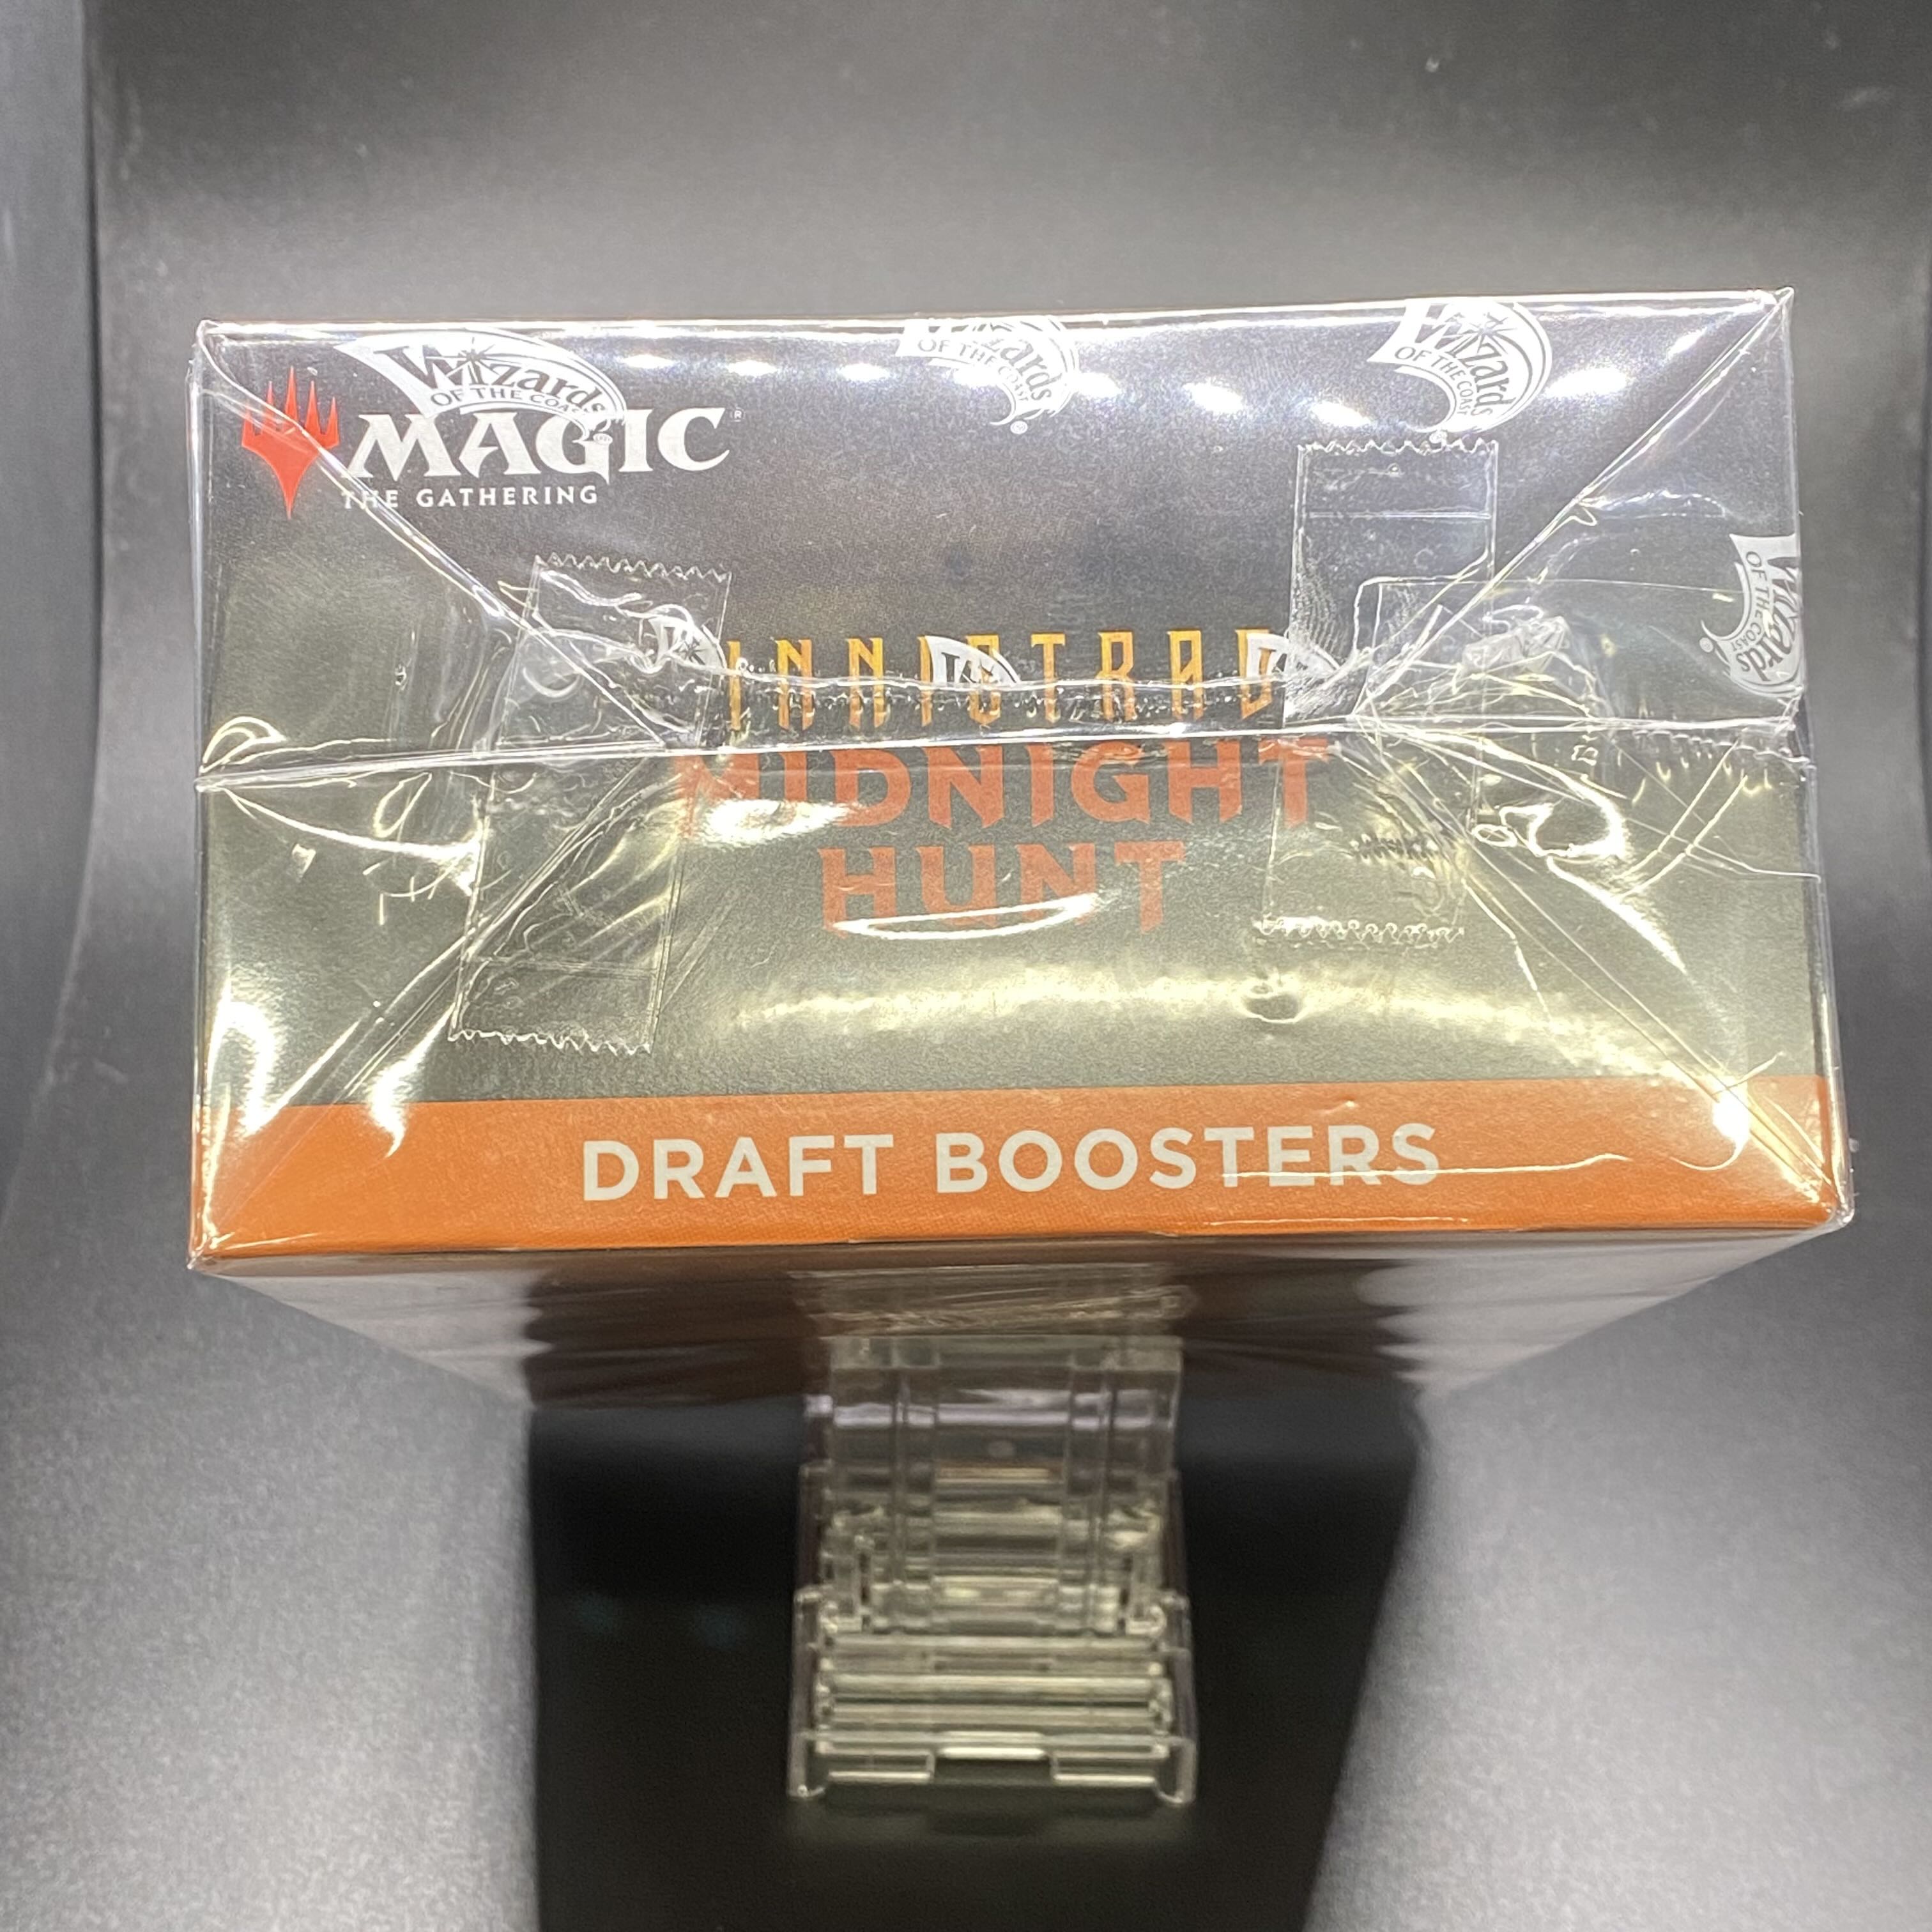 Wizards
OF THE COAST
Wizards
OF THE COAST
Wizards
OF THE COAST
MAGIC®
THE GATHERING
Wizards
OF THE COAST
INNISTRAD
MIDNIGHT
HUNT
DRAFT BOOSTERS